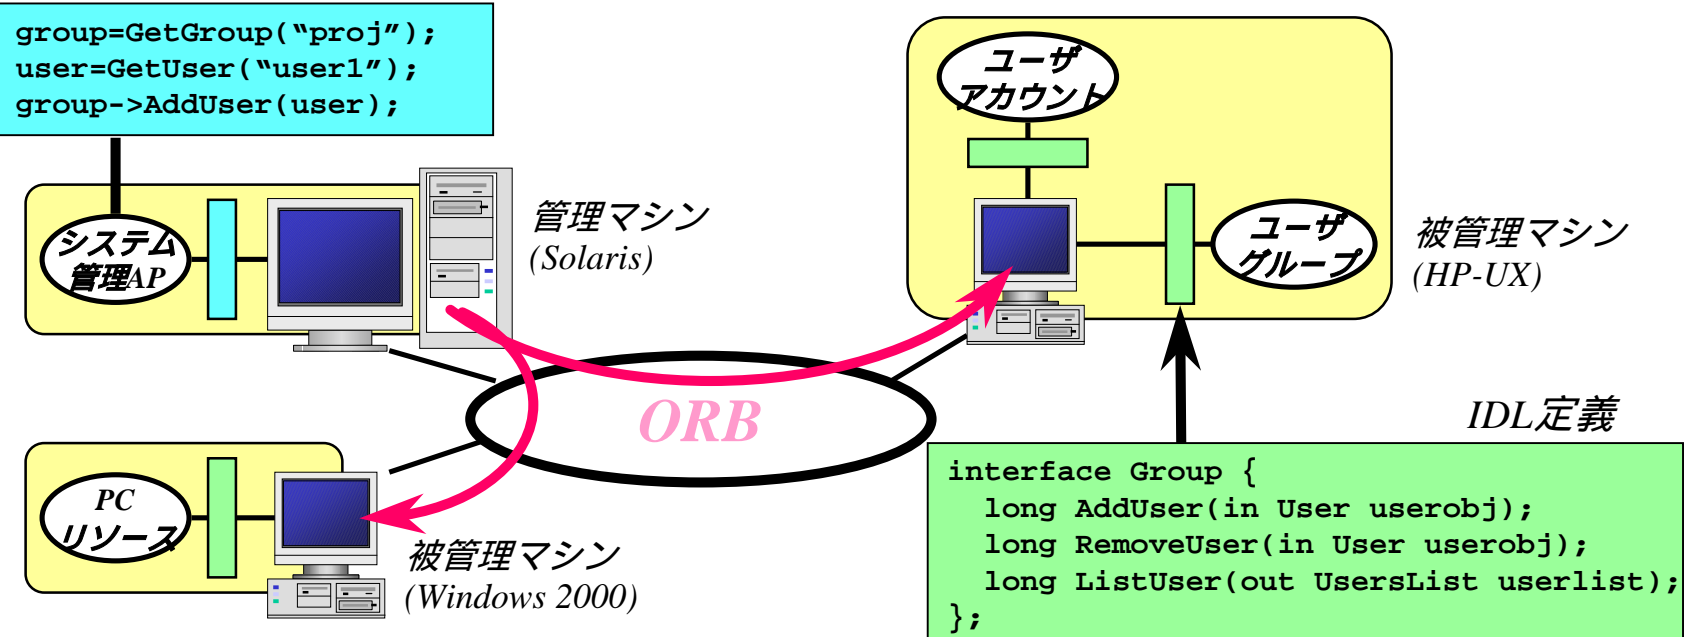 group=GetGroup(“proj”);
user=GetUser(“user1”);
group->AddUser(user);
システム
管理AP
管理マシン
(Solaris)
ユーザ
アカウント
ユーザ
グループ
被管理マシン
(HP-UX)
ORB
PC
リソース
被管理マシン
(Windows 2000)
IDL定義
interface Group {
  long AddUser(in User userobj);
  long RemoveUser(in User userobj);
  long ListUser(out UsersList userlist);
};